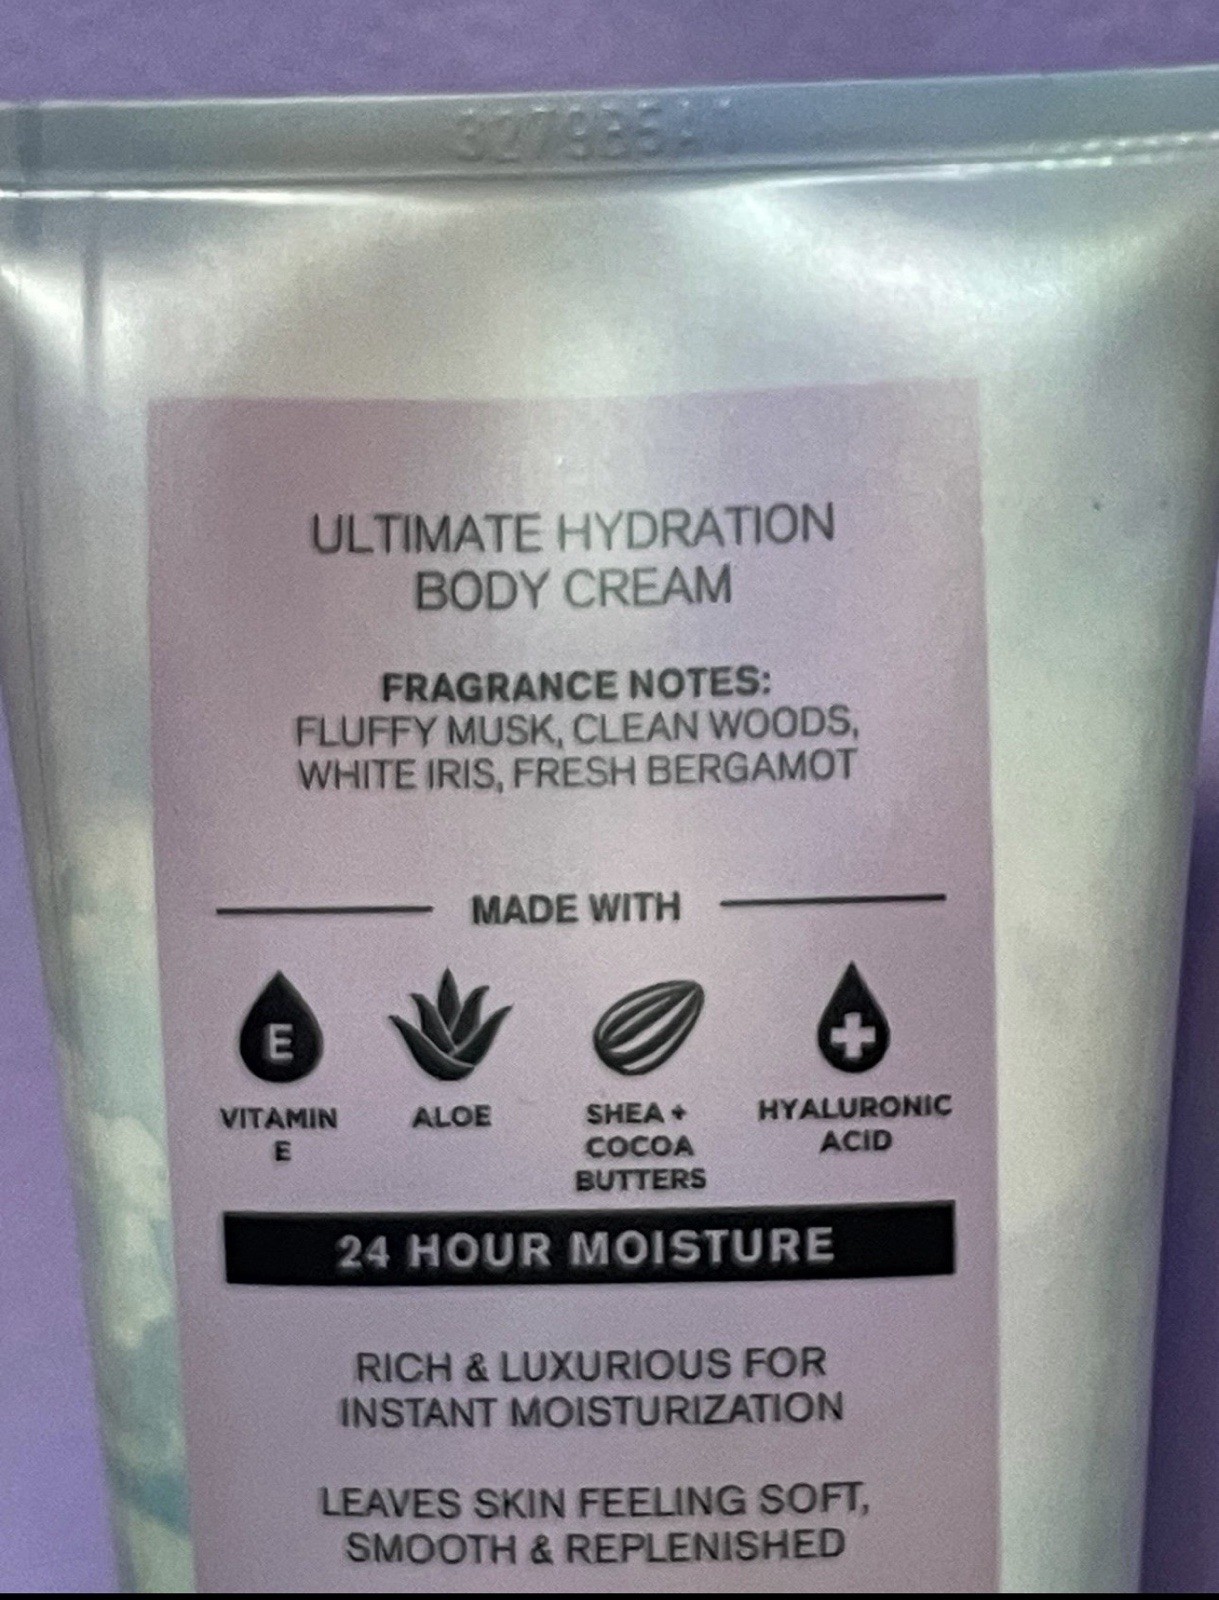 ULTIMATE HYDRATION
BODY CREAM
FRAGRANCE NOTES:
FLUFFY MUSK, CLEAN WOODS,
WHITE IRIS, FRESH BERGAMOT
MADE WITH
E
VITAMIN
E
ALOE
SHEA +
COCOA
BUTTERS
HYALURONIC
ACID
24 HOUR MOISTURE
RICH & LUXURIOUS FOR
INSTANT MOISTURIZATION
LEAVES SKIN FEELING SOFT,
SMOOTH & REPLENISHED